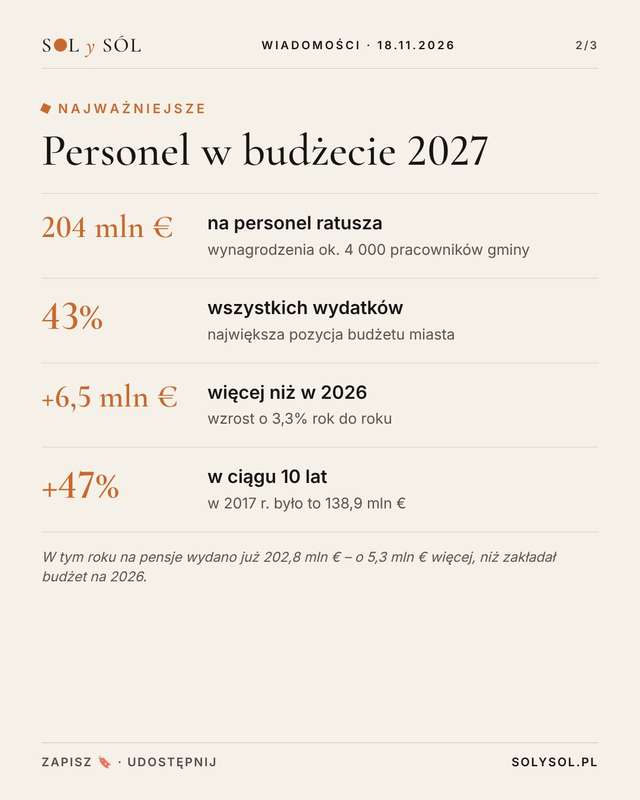 SOL y SÓL
WIADOMOŚCI · 18.11.2026
2/3
NAJWAŻNIEJSZE
Personel w budżecie 2027
204 mln €
na personel ratusza
wynagrodzenia ok. 4 000 pracowników gminy
43%
wszystkich wydatków
największa pozycja budżetu miasta
+6,5 mln €
więcej niż w 2026
wzrost o 3,3% rok do roku
+47%
w ciągu 10 lat
w 2017 r. było to 138,9 mln €
W tym roku na pensje wydano już 202,8 mln € – o 5,3 mln € więcej, niż zakładał
budżet na 2026.
ZAPISZ 🔖 · UDOSTĘPNIJ
SOLYSOL.PL